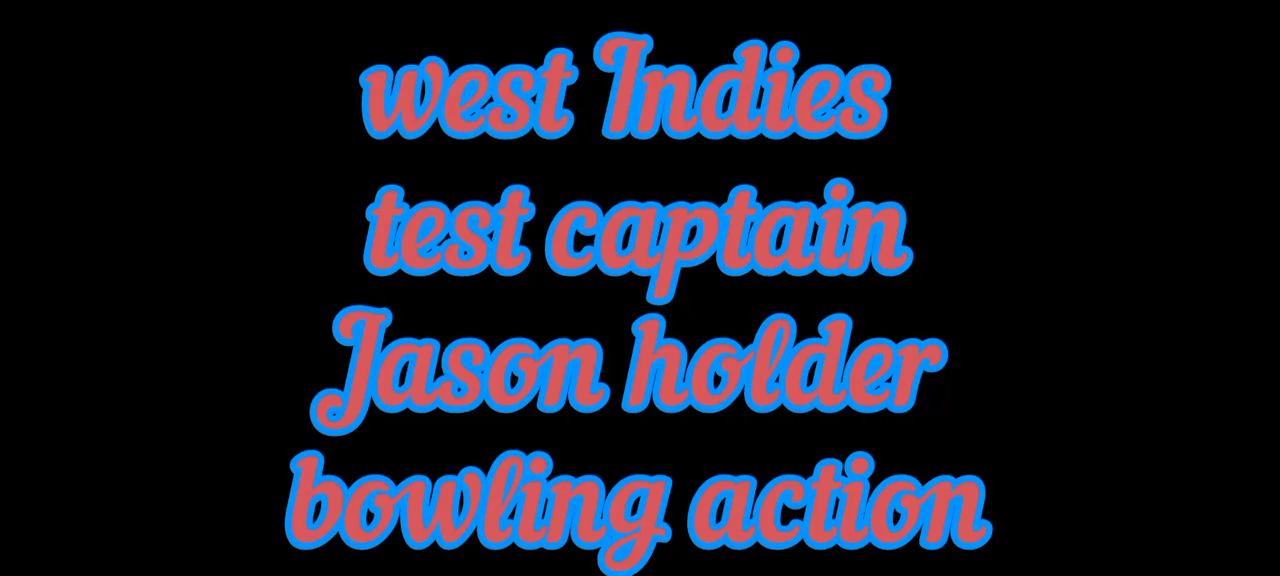 west Indies
test captain
Jason holder
bowling action